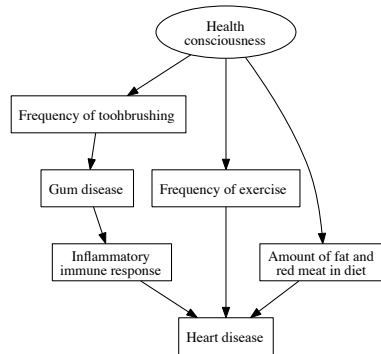 Health
consciousness
Frequency of toohbrushing
Gum disease
Frequency of exercise
Inflammatory
immune response
Amount of fat and
red meat in diet
Heart disease